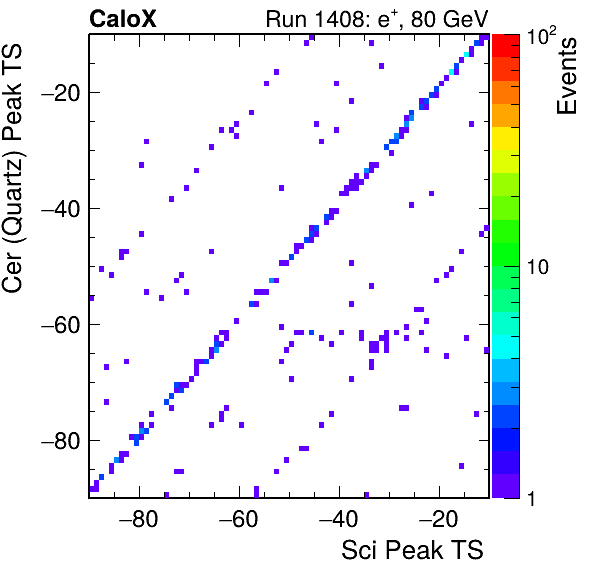 CaloX Run 1408: e+, 80 GeV
Cer (Quartz) Peak TS
−20
−40
−60
−80
−80 −60 −40 −20
Sci Peak TS
10²
10
1
Events